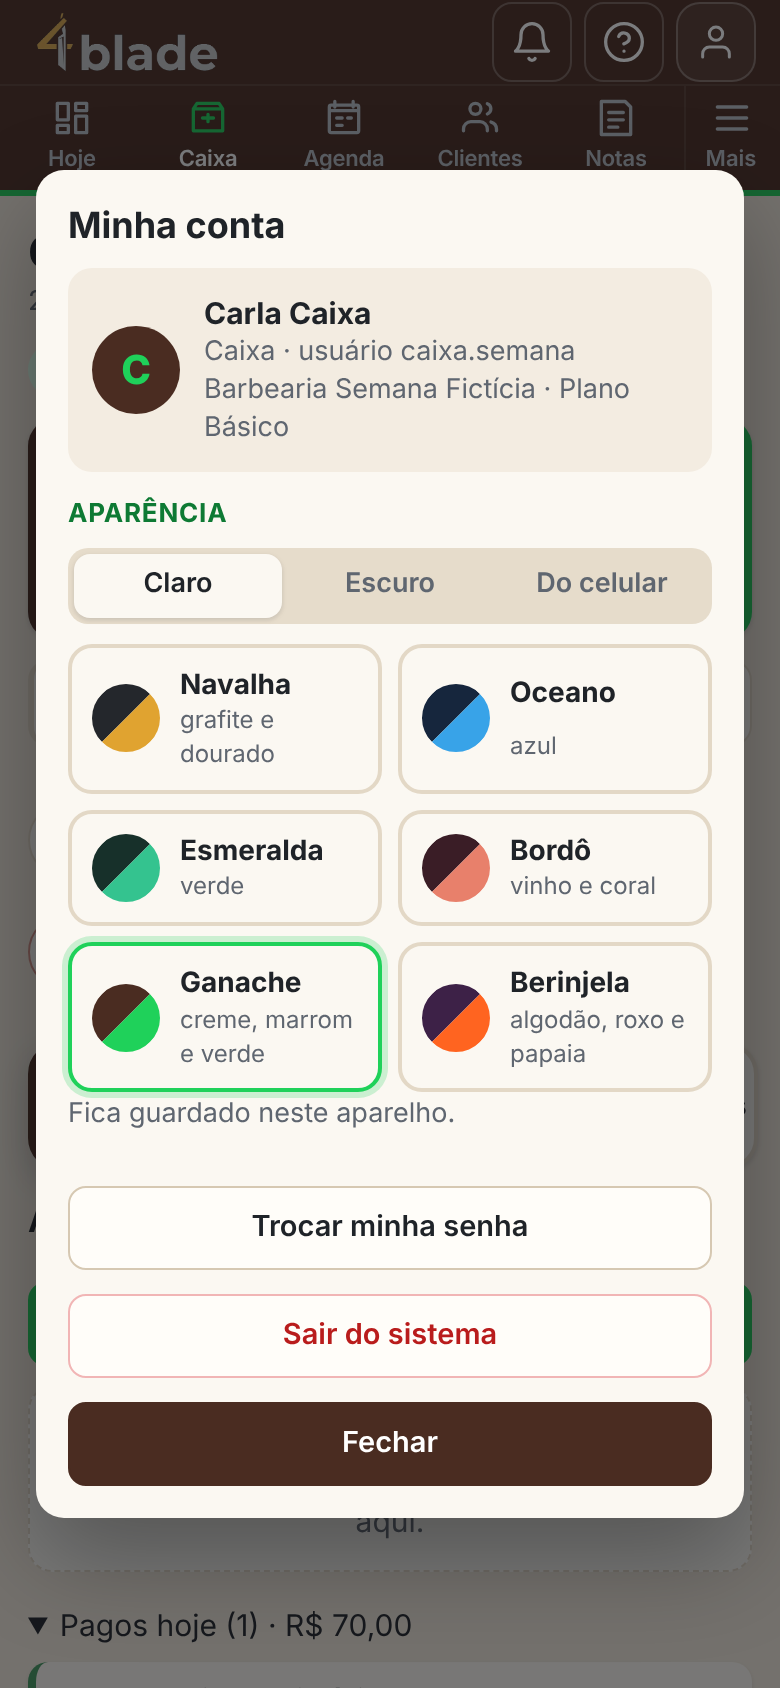 4blade
Hoje
Caixa
Agenda
Clientes
Notas
Mais
Minha conta
C
Carla Caixa
Caixa · usuário caixa.semana
Barbearia Semana Fictícia · Plano
Básico
APARÊNCIA
Claro
Escuro
Do celular
Navalha
grafite e
dourado
Oceano
azul
Esmeralda
verde
Bordô
vinho e coral
Ganache
creme, marrom
e verde
Berinjela
algodão, roxo e
papaia
Fica guardado neste aparelho.
Trocar minha senha
Sair do sistema
Fechar
aqui.
▼ Pagos hoje (1) · R$ 70,00